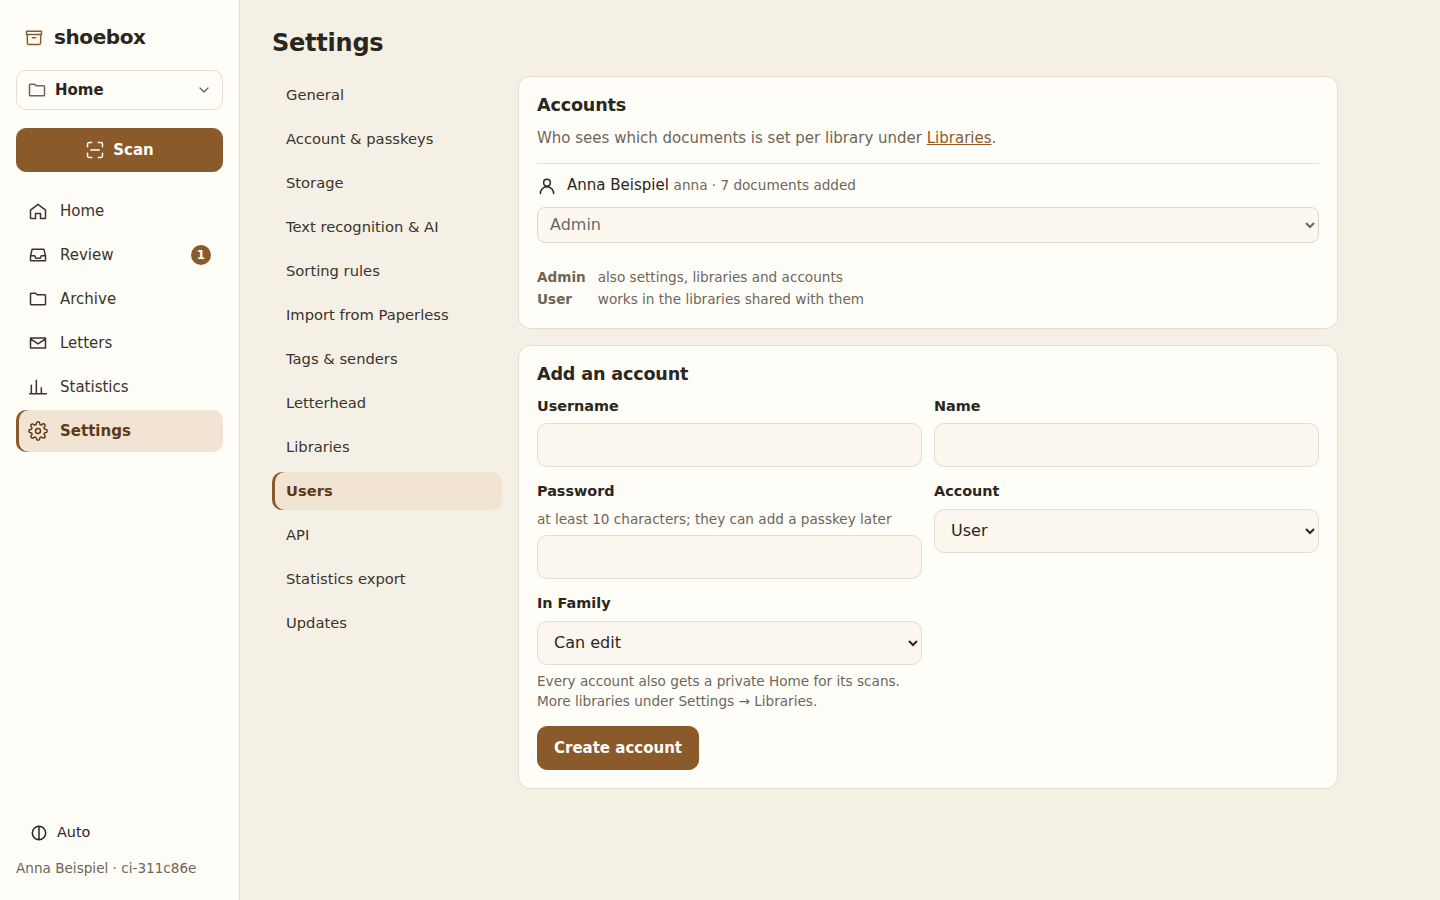 shoebox
Home
Scan
Home
Review 1
Archive
Letters
Statistics
Settings
Auto
Anna Beispiel · ci-311c86e
Settings
General
Account & passkeys
Storage
Text recognition & AI
Sorting rules
Import from Paperless
Tags & senders
Letterhead
Libraries
Users
API
Statistics export
Updates
Accounts
Who sees which documents is set per library under Libraries.
Anna Beispiel anna · 7 documents added
Admin
Admin also settings, libraries and accounts
User works in the libraries shared with them
Add an account
Username
Name
Password
at least 10 characters; they can add a passkey later
Account
User
In Family
Can edit
Every account also gets a private Home for its scans.
More libraries under Settings → Libraries.
Create account